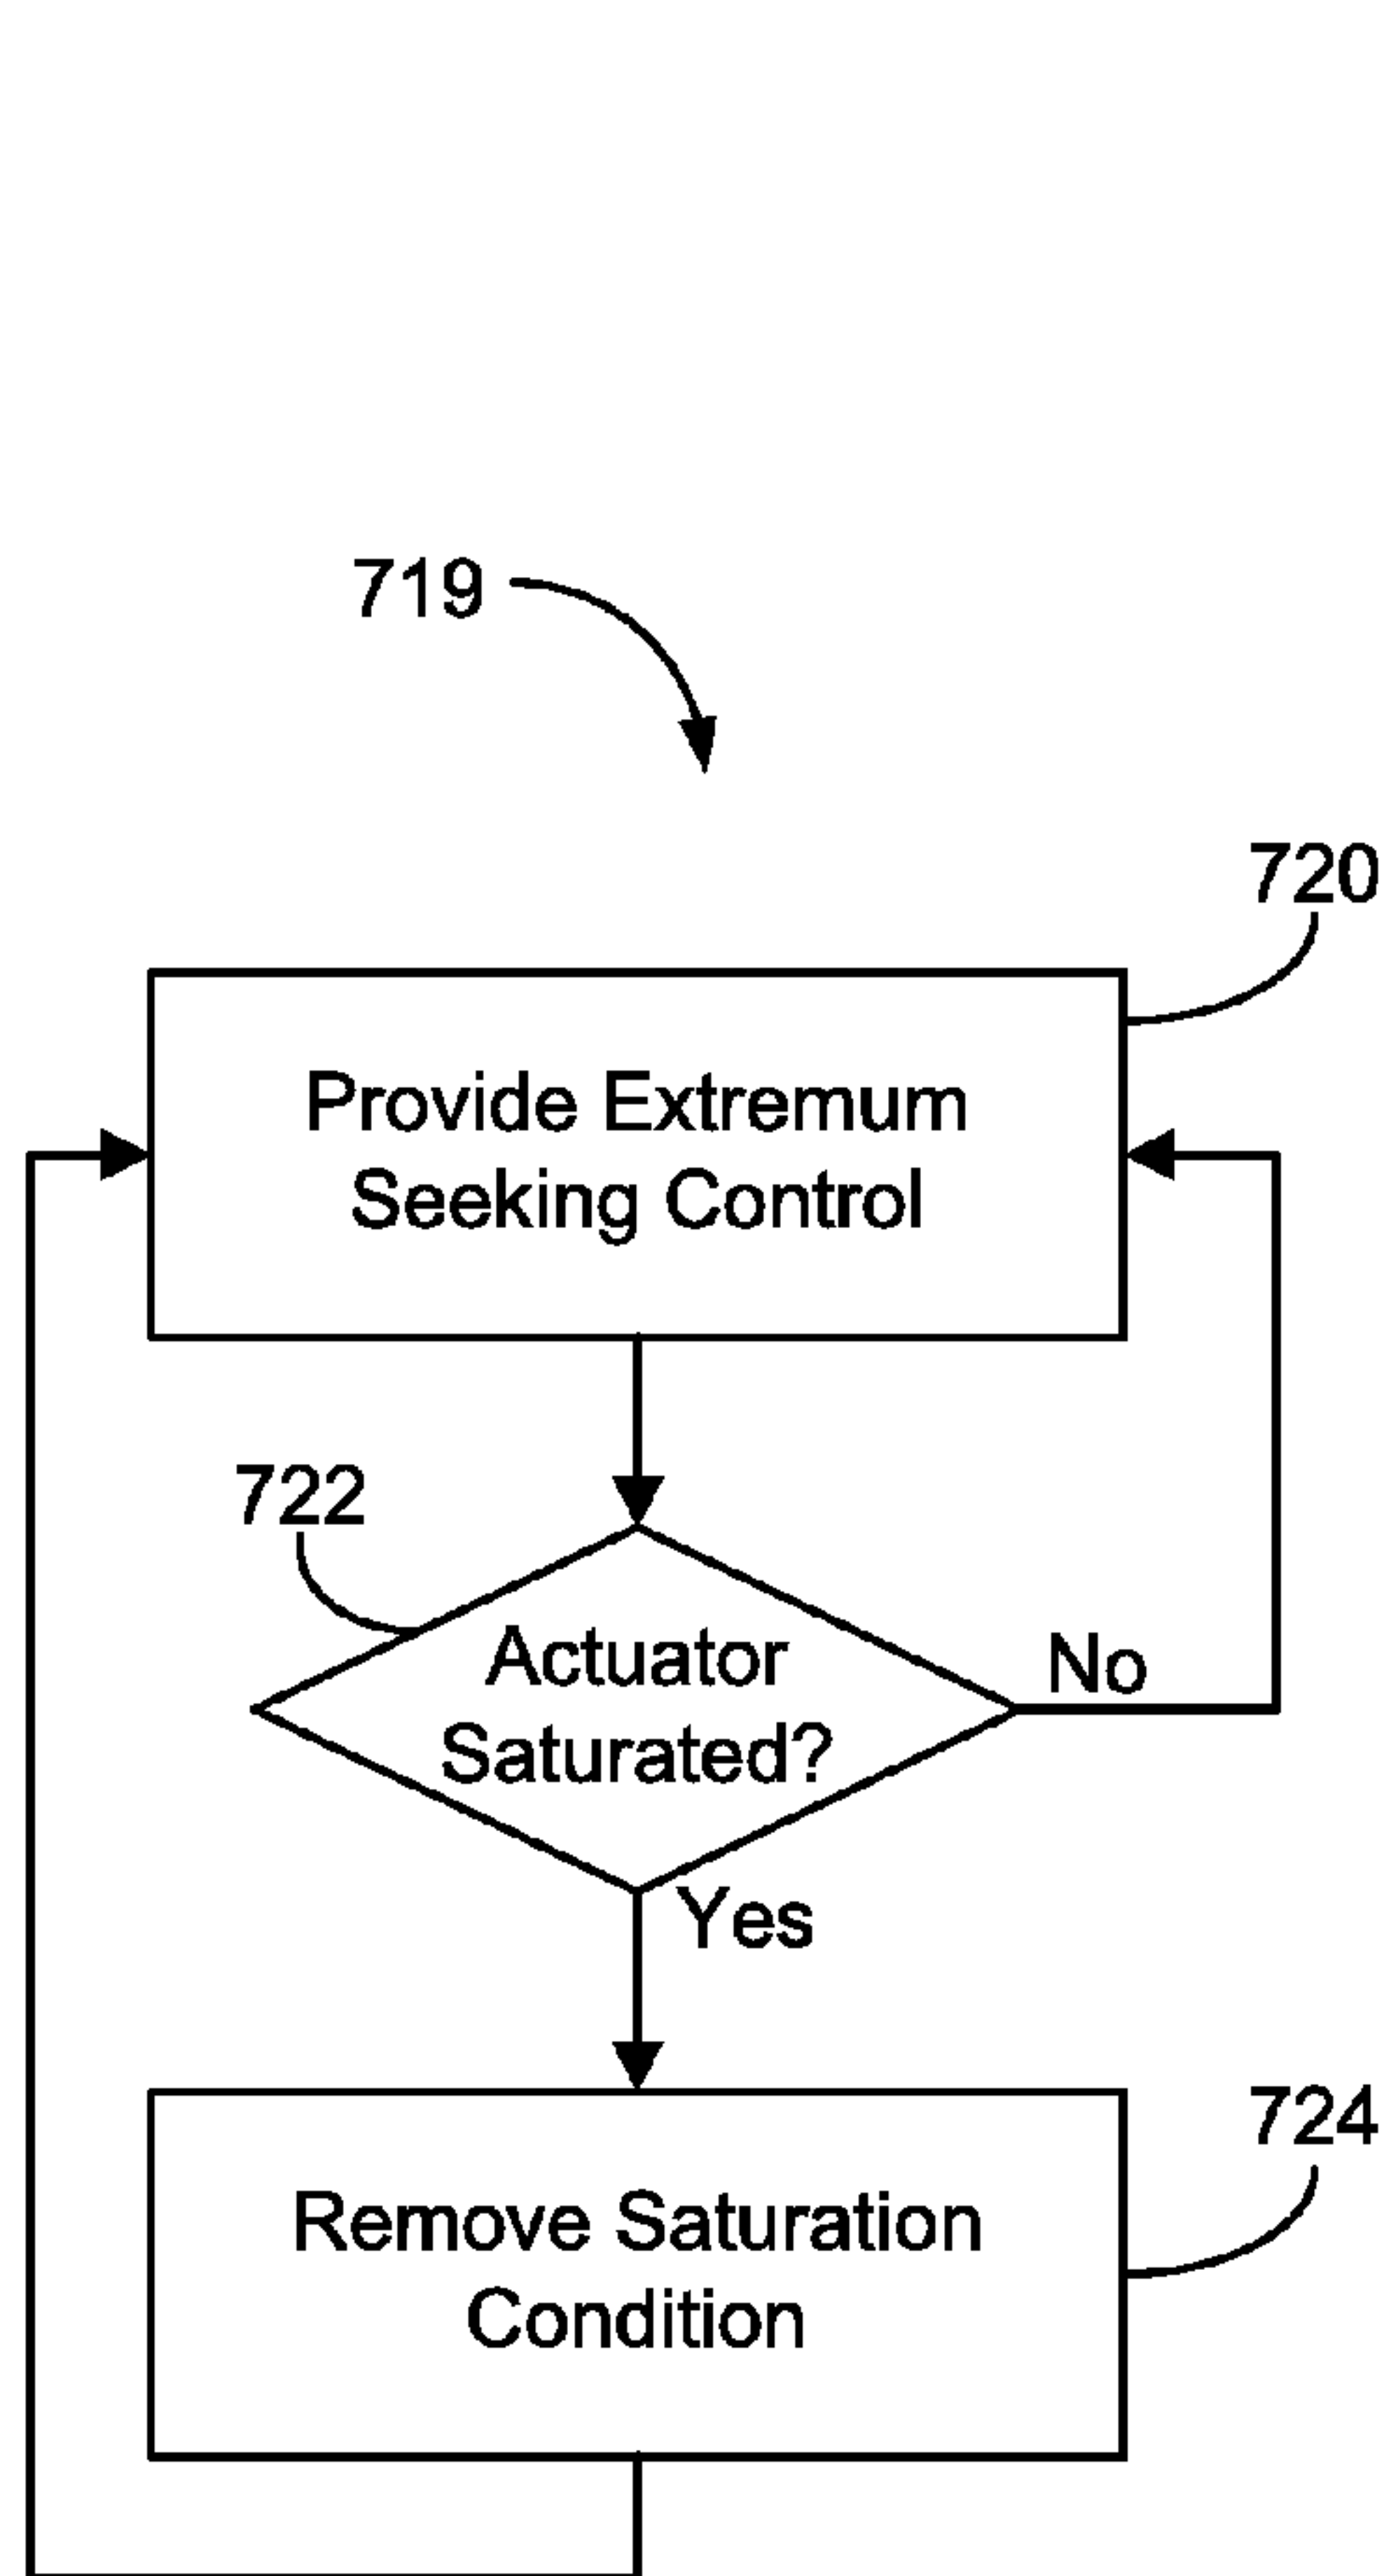 719
720
Provide Extremum
Seeking Control
722
Actuator
Saturated?
No
Yes
724
Remove Saturation
Condition